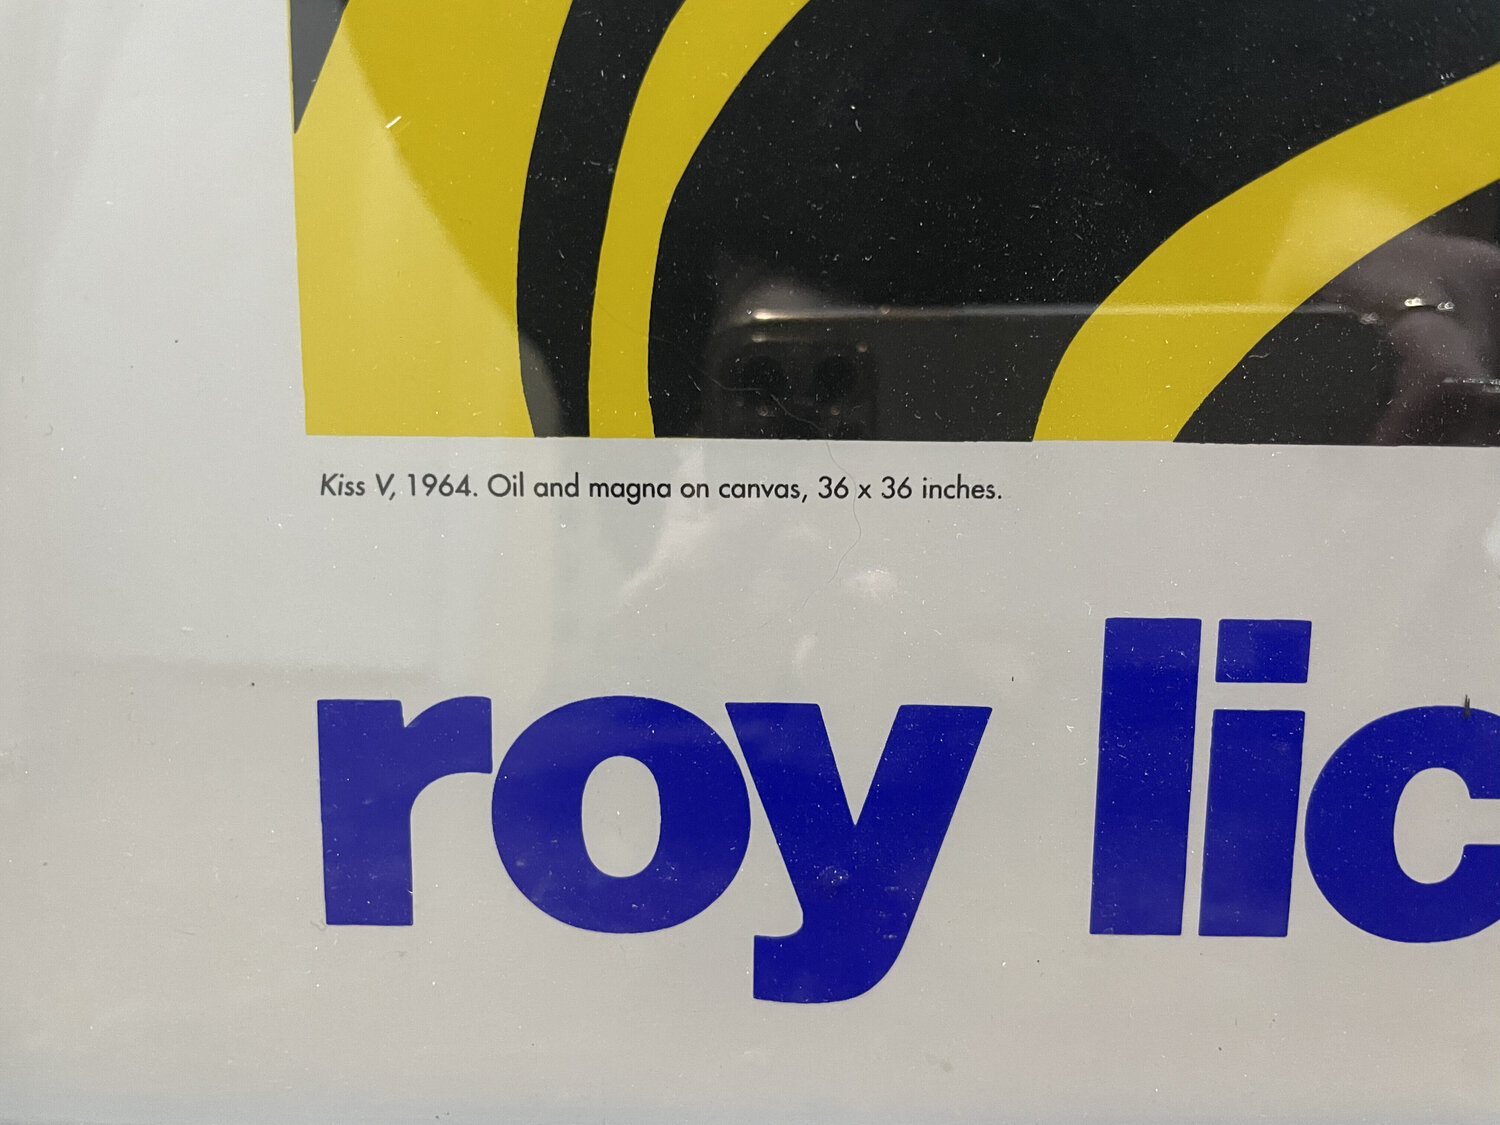 Kiss V, 1964. Oil and magna on canvas, 36 x 36 inches.
roy lic